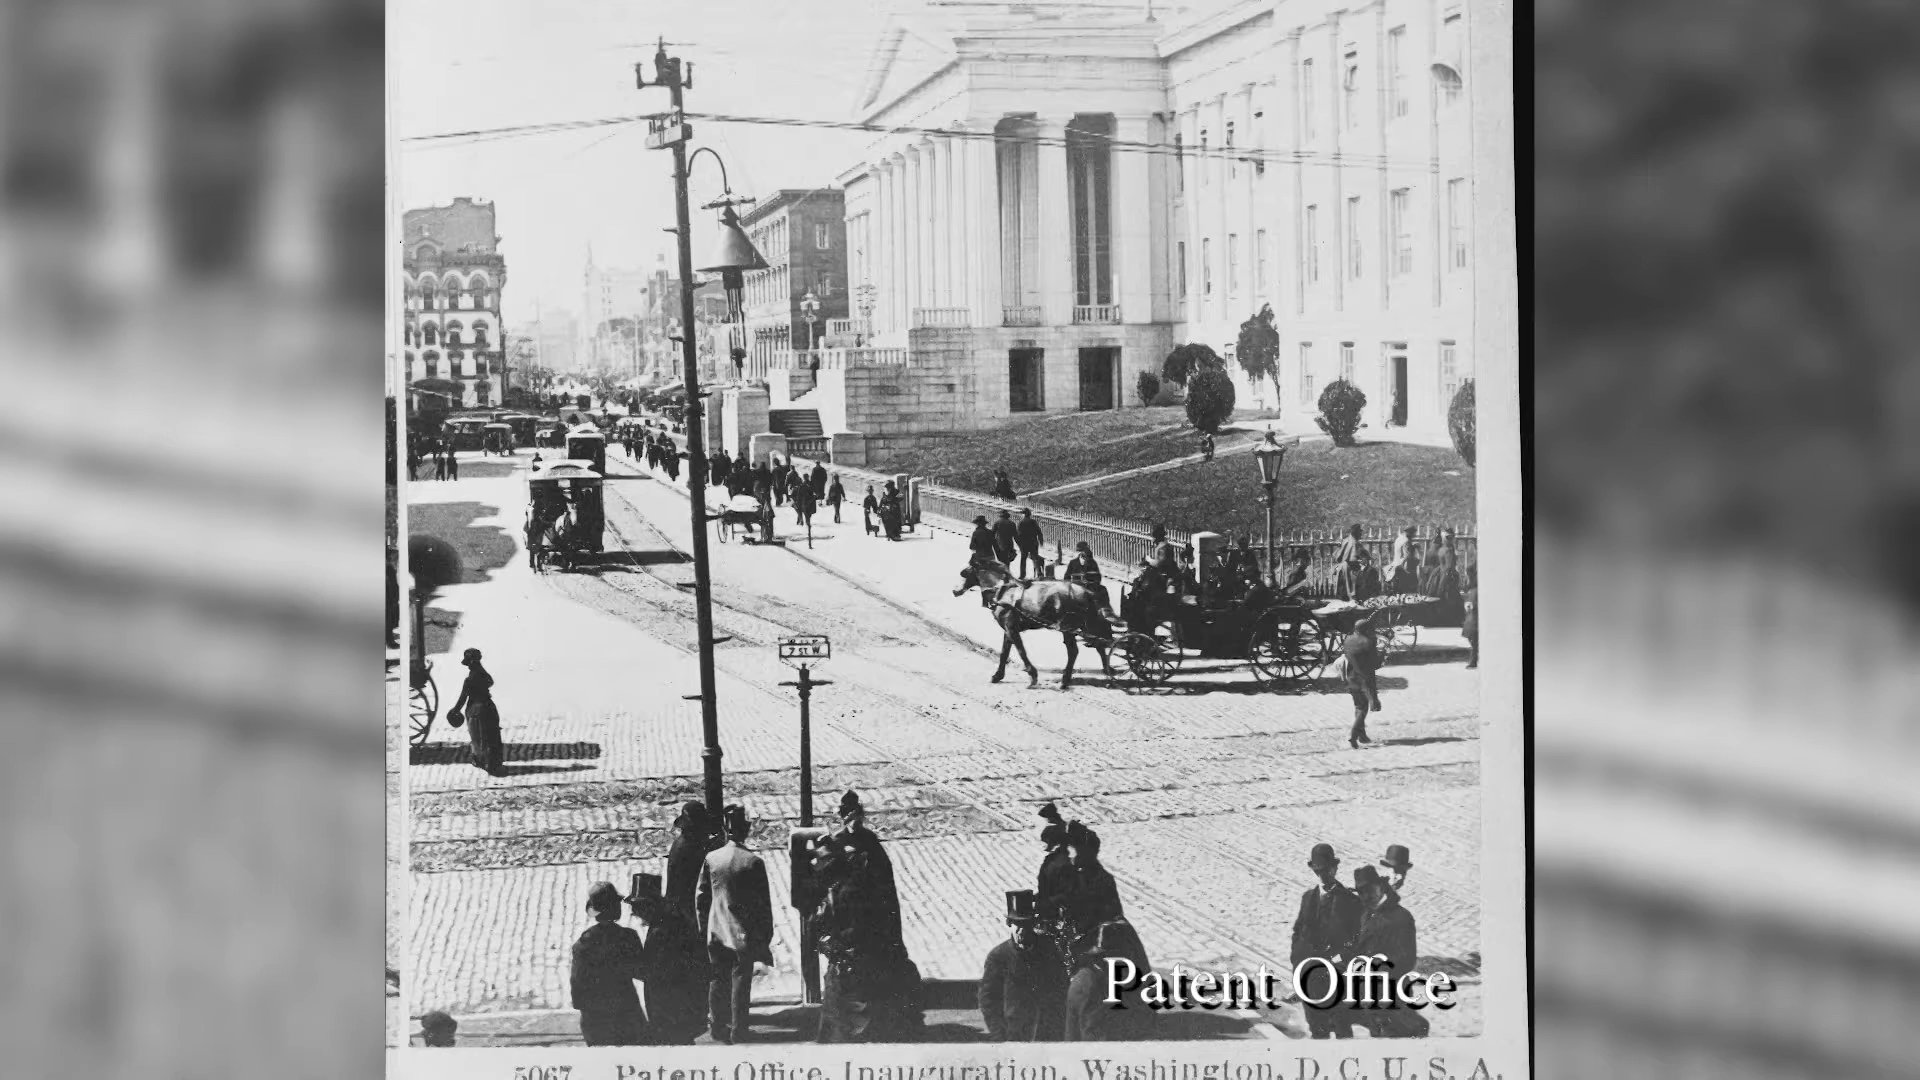 7 ST. W.
Patent Office
5067 Patent Office, Inauguration, Washington, D. C. U. S. A.